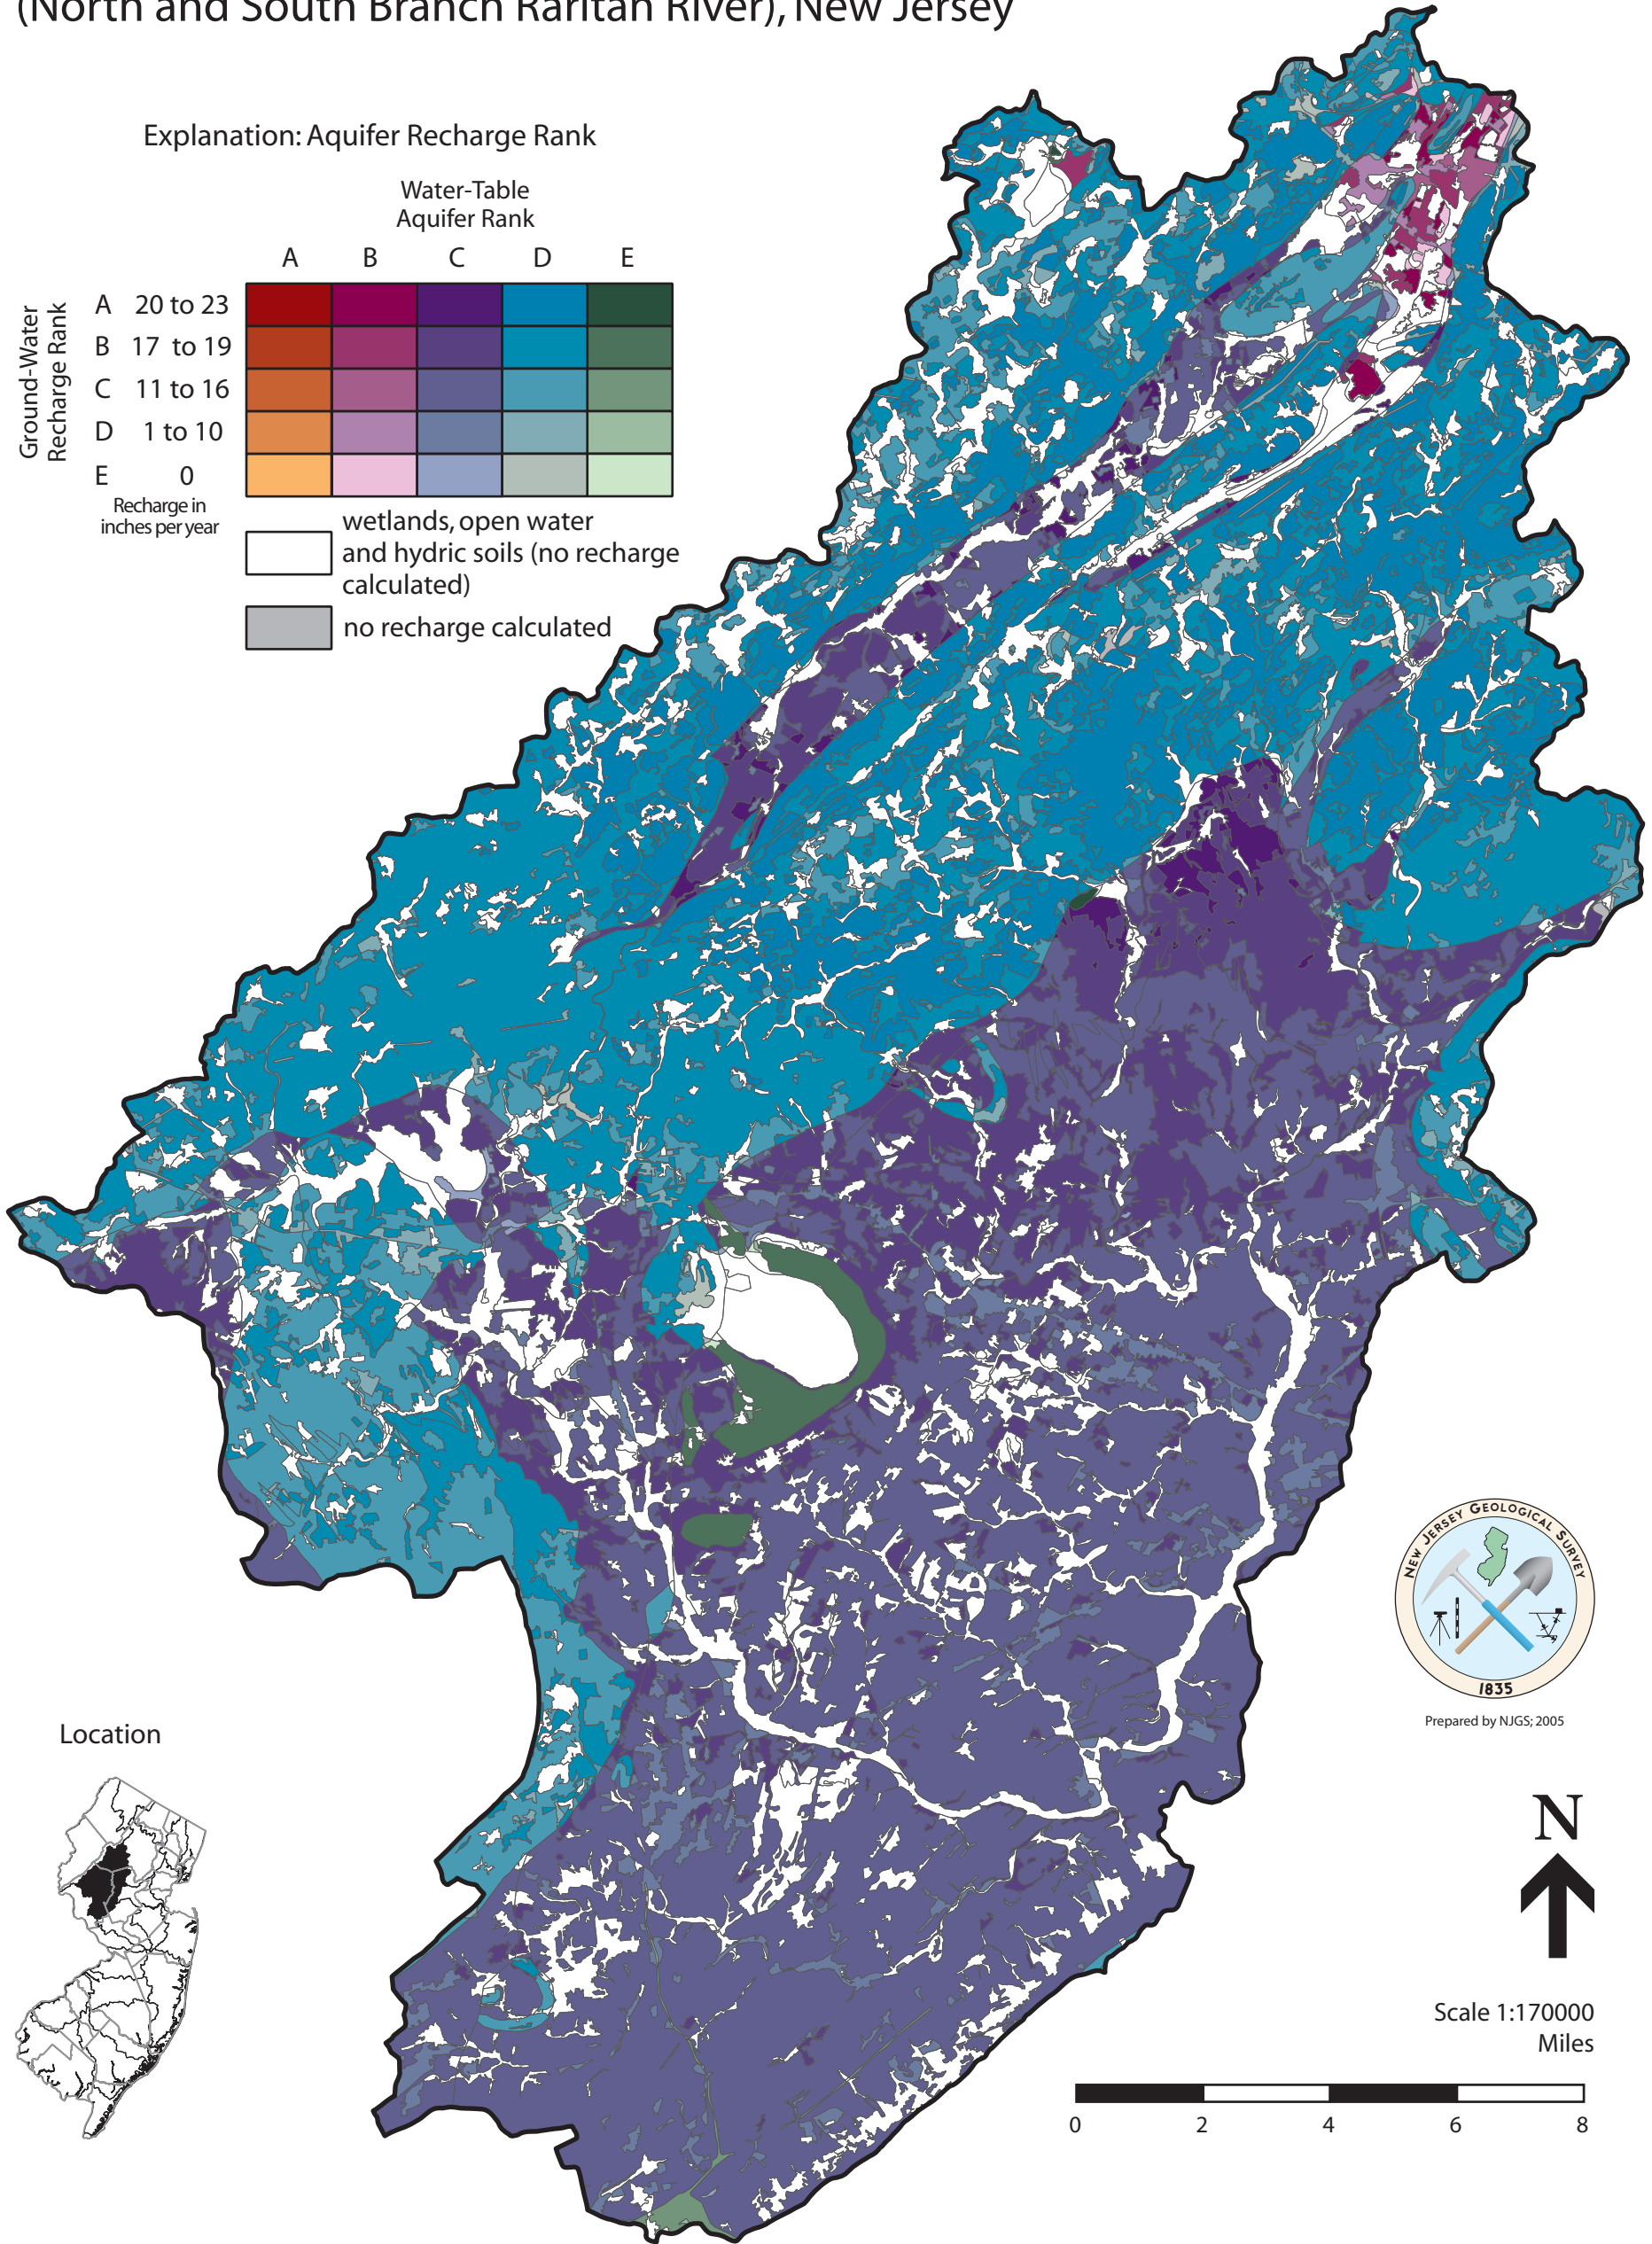 (North and South Branch Raritan River), New Jersey
Explanation: Aquifer Recharge Rank
Water-Table
Aquifer Rank
A B C D E
Ground-Water
Recharge Rank
A 20 to 23
B 17 to 19
C 11 to 16
D 1 to 10
E 0
Recharge in
inches per year
wetlands, open water
and hydric soils (no recharge
calculated)
no recharge calculated
NEW JERSEY GEOLOGICAL SURVEY
1835
Prepared by NJGS; 2005
Location
N
Scale 1:170000
Miles
0 2 4 6 8